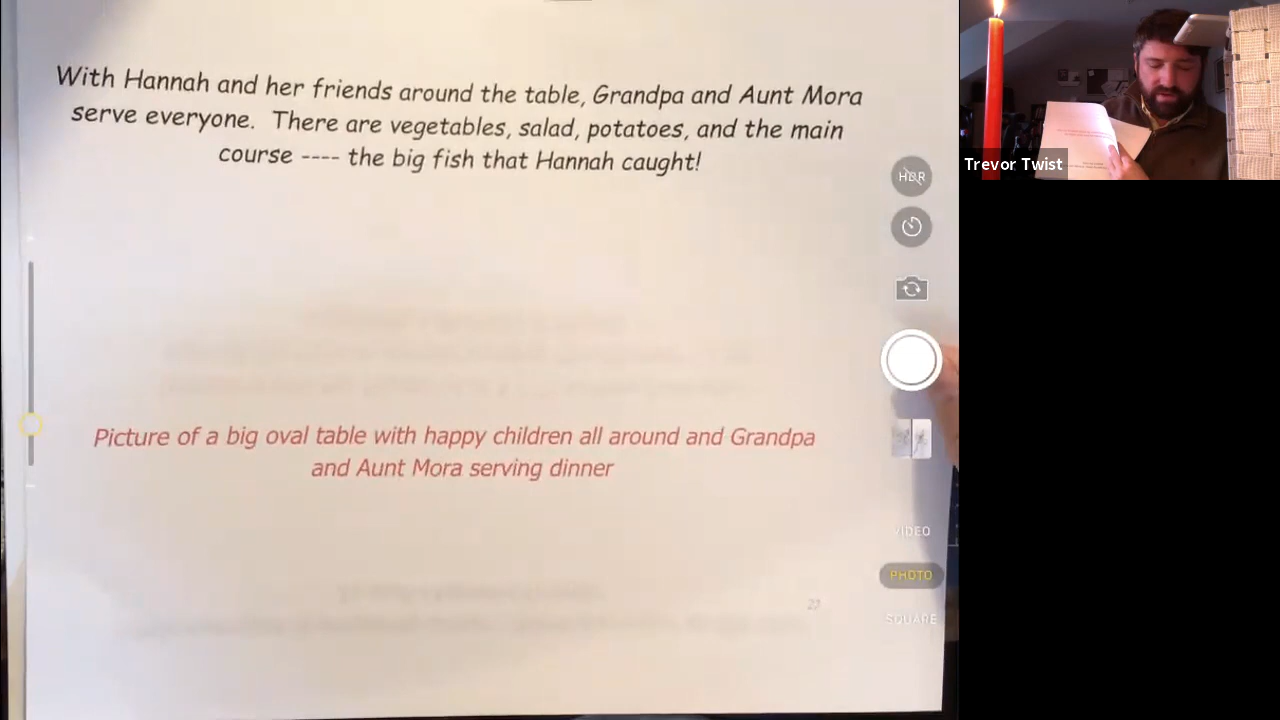 With Hannah and her friends around the table, Grandpa and Aunt Mora
serve everyone.  There are vegetables, salad, potatoes, and the main
course ---- the big fish that Hannah caught!
Picture of a big oval table with happy children all around and Grandpa
and Aunt Mora serving dinner
27
HDR
VIDEO
PHOTO
SQUARE
Trevor Twist